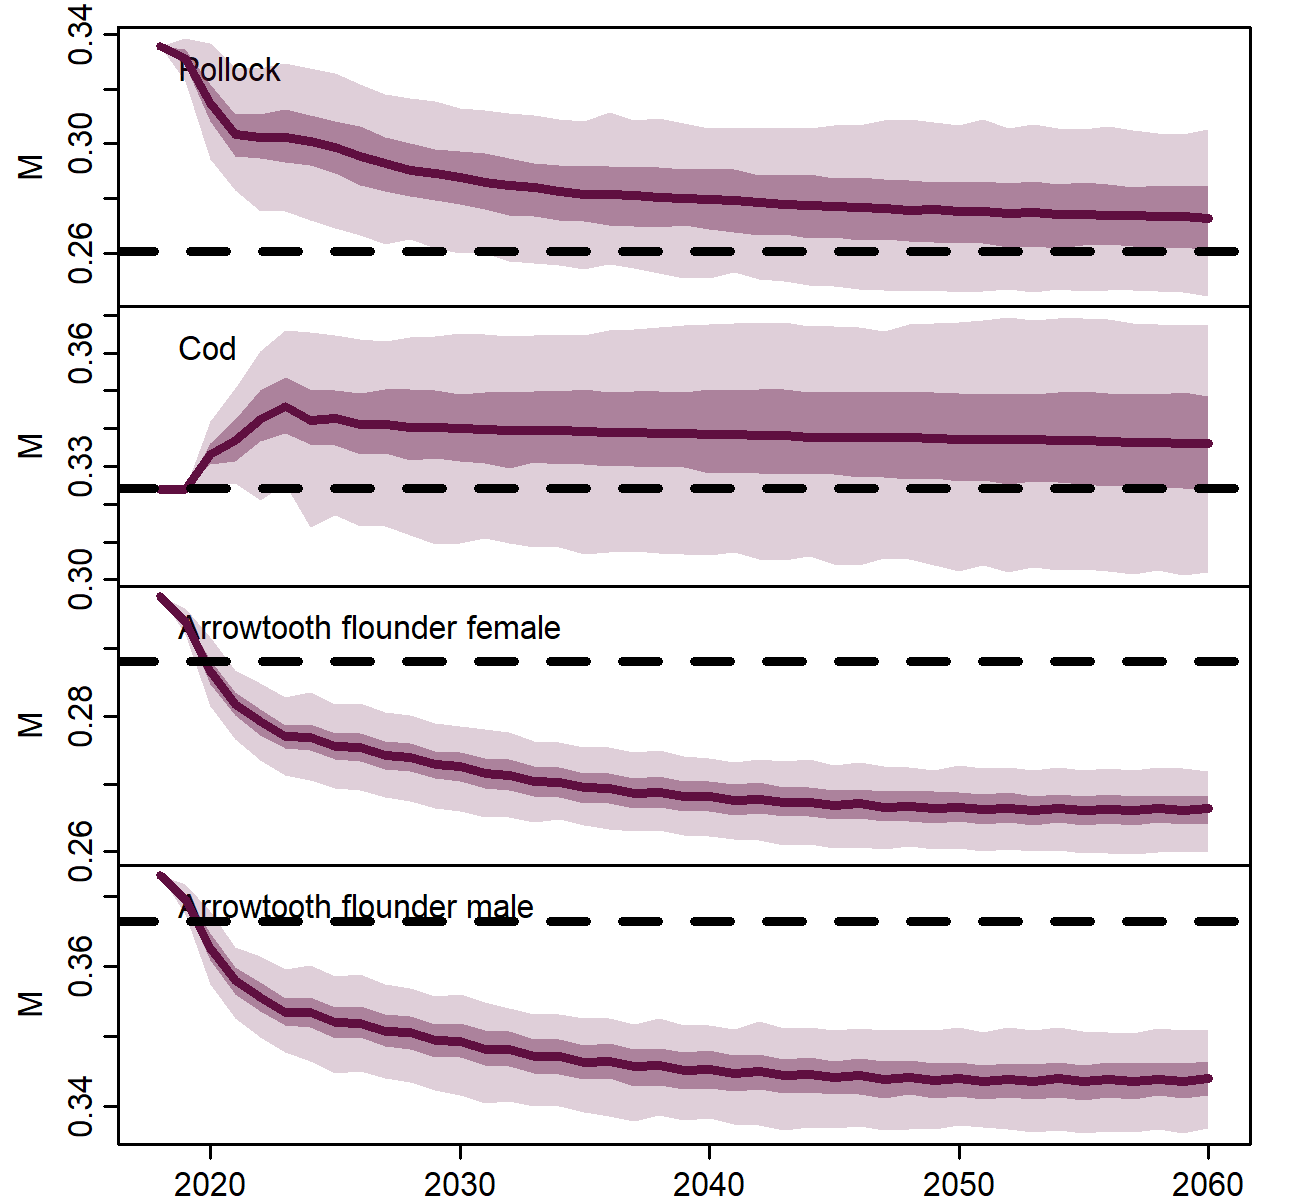 0.34
0.30
0.26
M
Pollock
0.36
0.33
0.30
M
Cod
0.28
0.26
M
Arrowtooth flounder female
0.36
0.34
M
Arrowtooth flounder male
2020 2030 2040 2050 2060